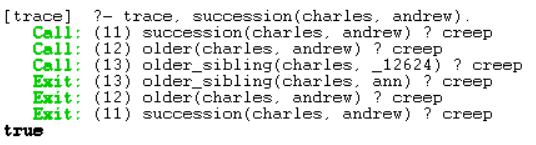 [trace]  ?- trace, succession(charles, andrew).
   Call: (11) succession(charles, andrew) ? creep
   Call: (12) older(charles, andrew) ? creep
   Call: (13) older_sibling(charles, _12624) ? creep
   Exit: (13) older_sibling(charles, ann) ? creep
   Exit: (12) older(charles, andrew) ? creep
   Exit: (11) succession(charles, andrew) ? creep
true